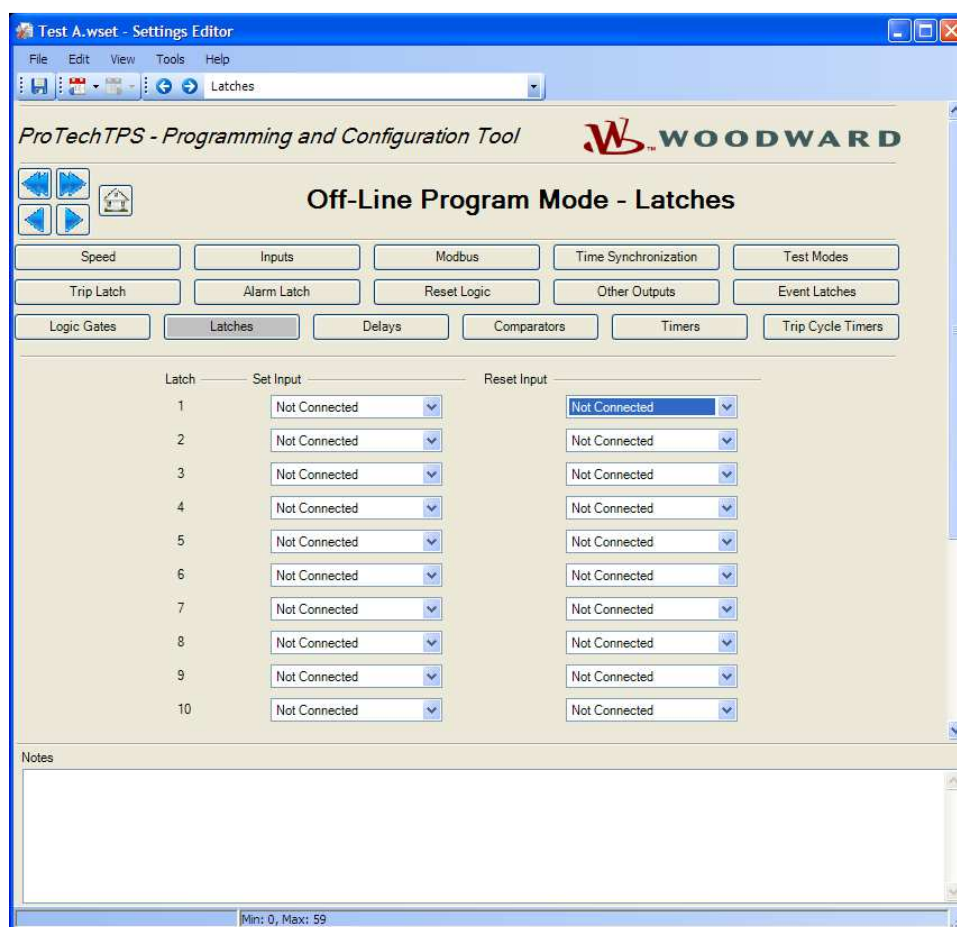 Test A.wset - Settings Editor
File Edit View Tools Help
Latches
ProTechTPS - Programming and Configuration Tool
WOODWARD
Off-Line Program Mode - Latches
Speed Inputs Modbus Time Synchronization Test Modes
Trip Latch Alarm Latch Reset Logic Other Outputs Event Latches
Logic Gates Latches Delays Comparators Timers Trip Cycle Timers
Latch Set Input Reset Input
1 Not Connected Not Connected
2 Not Connected Not Connected
3 Not Connected Not Connected
4 Not Connected Not Connected
5 Not Connected Not Connected
6 Not Connected Not Connected
7 Not Connected Not Connected
8 Not Connected Not Connected
9 Not Connected Not Connected
10 Not Connected Not Connected
Notes
Min: 0, Max: 59